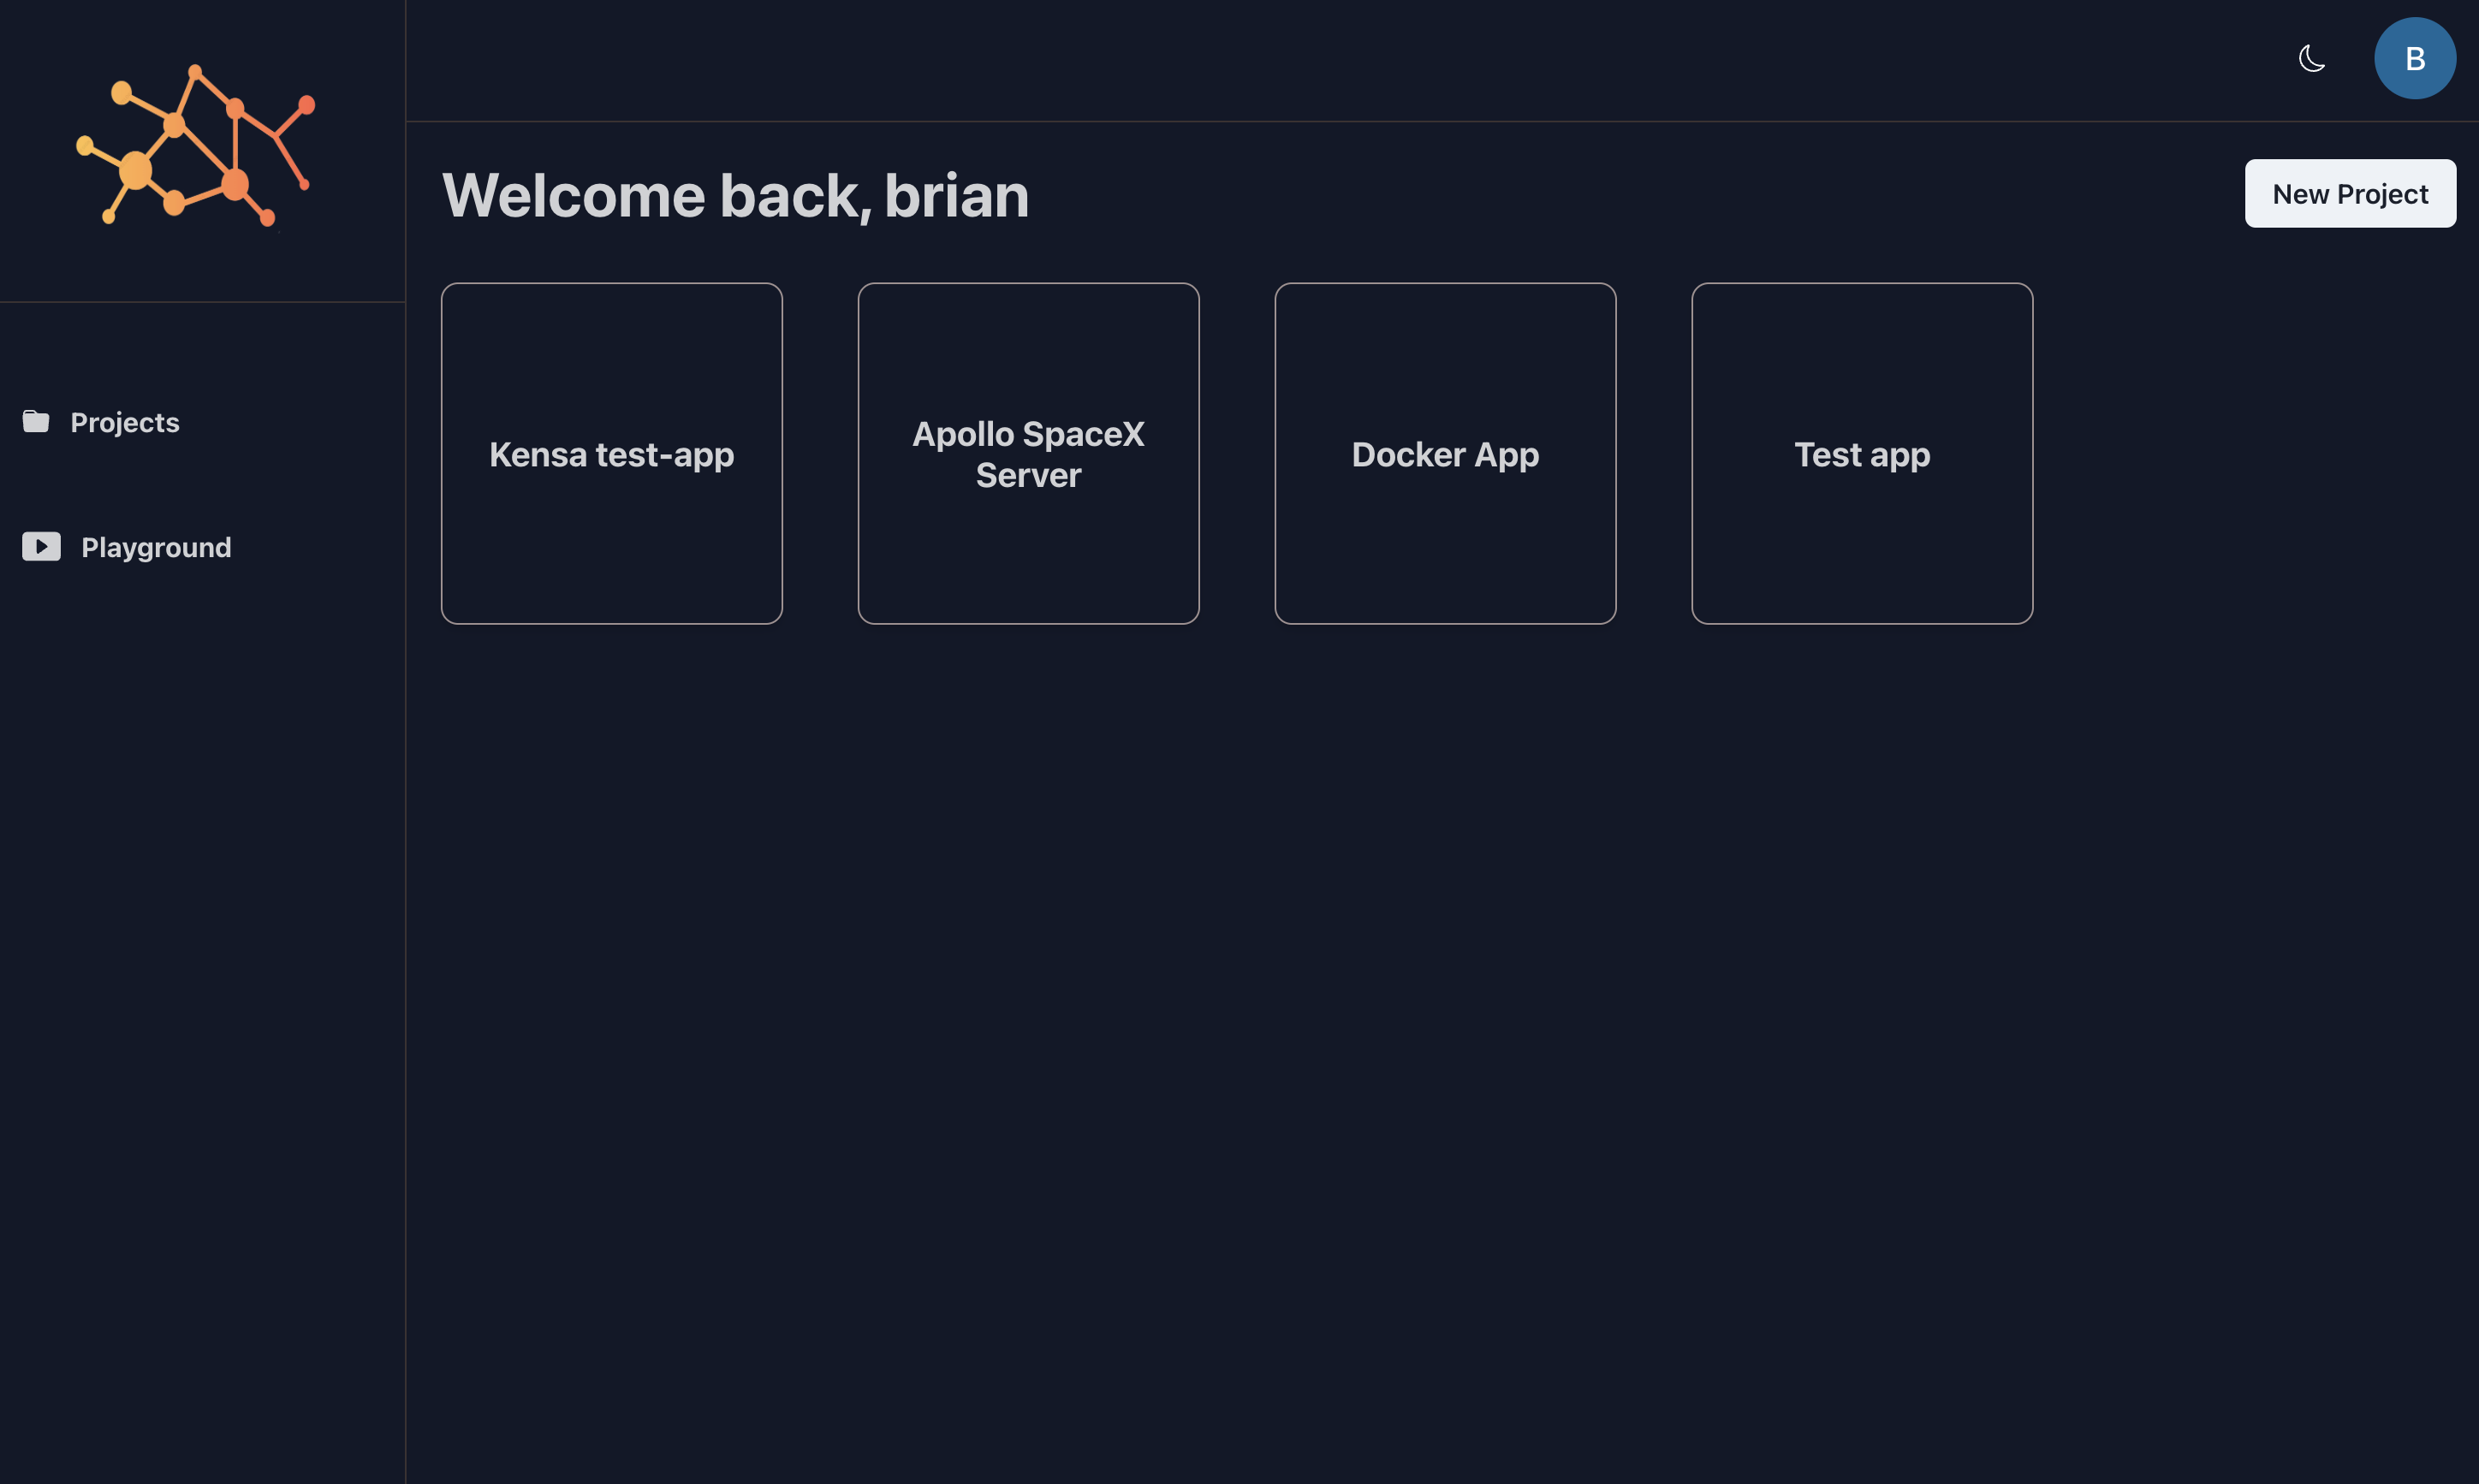 B
Welcome back, brian
New Project
Projects
Playground
Kensa test-app
Apollo SpaceX
Server
Docker App
Test app